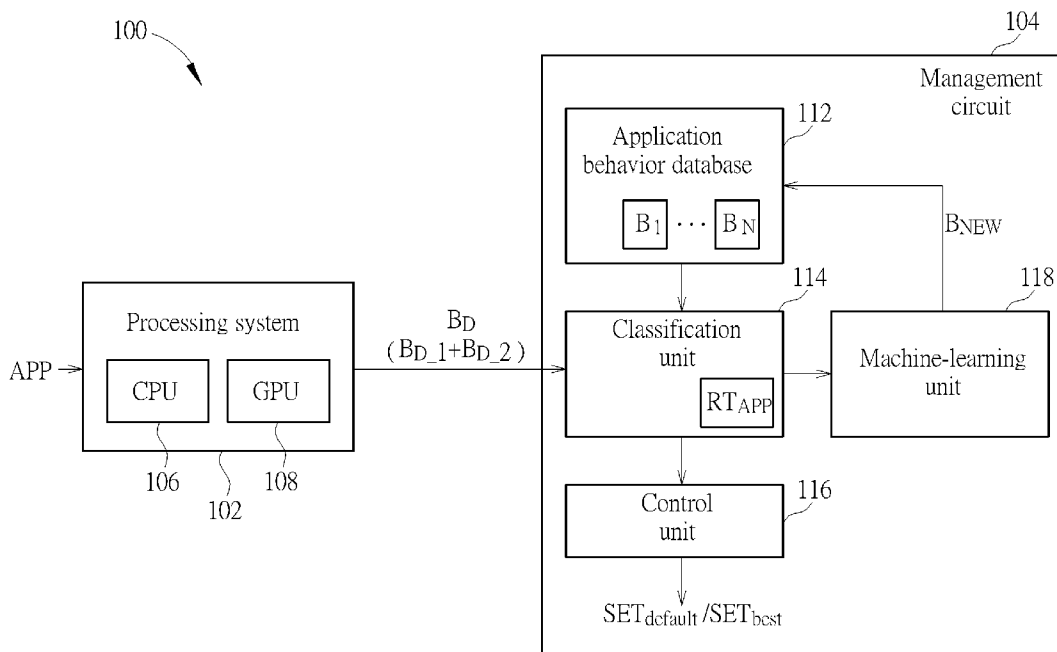 100
104
Management
circuit
112
Application
behavior database
B1 ... BN
BNEW
114
118
Processing system
BD
(BD_1+BD_2)
Classification
unit
Machine-learning
unit
APP
CPU
GPU
RTAPP
106
108
102
116
Control
unit
SETdefault/SETbest